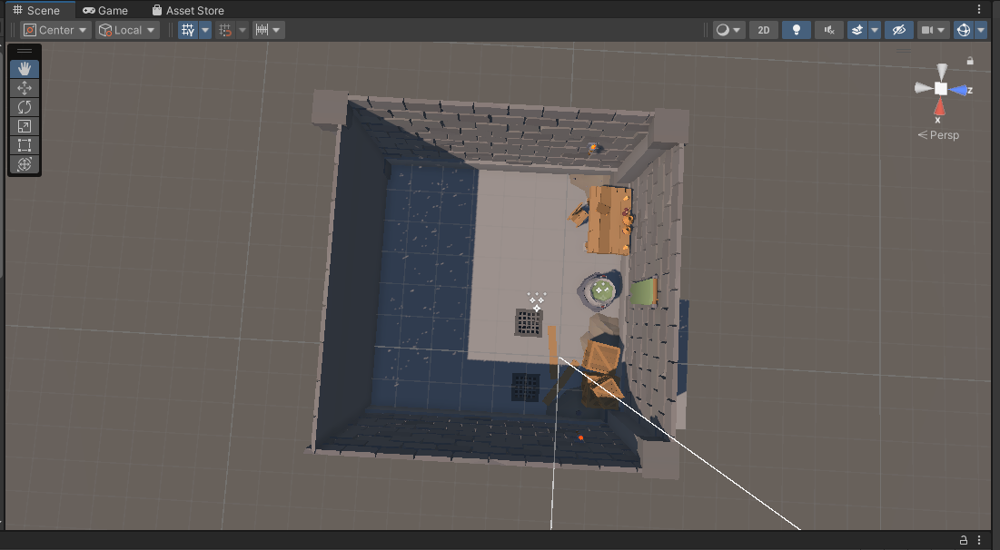 Scene Game Asset Store
Center Local 2D
z
x
Persp